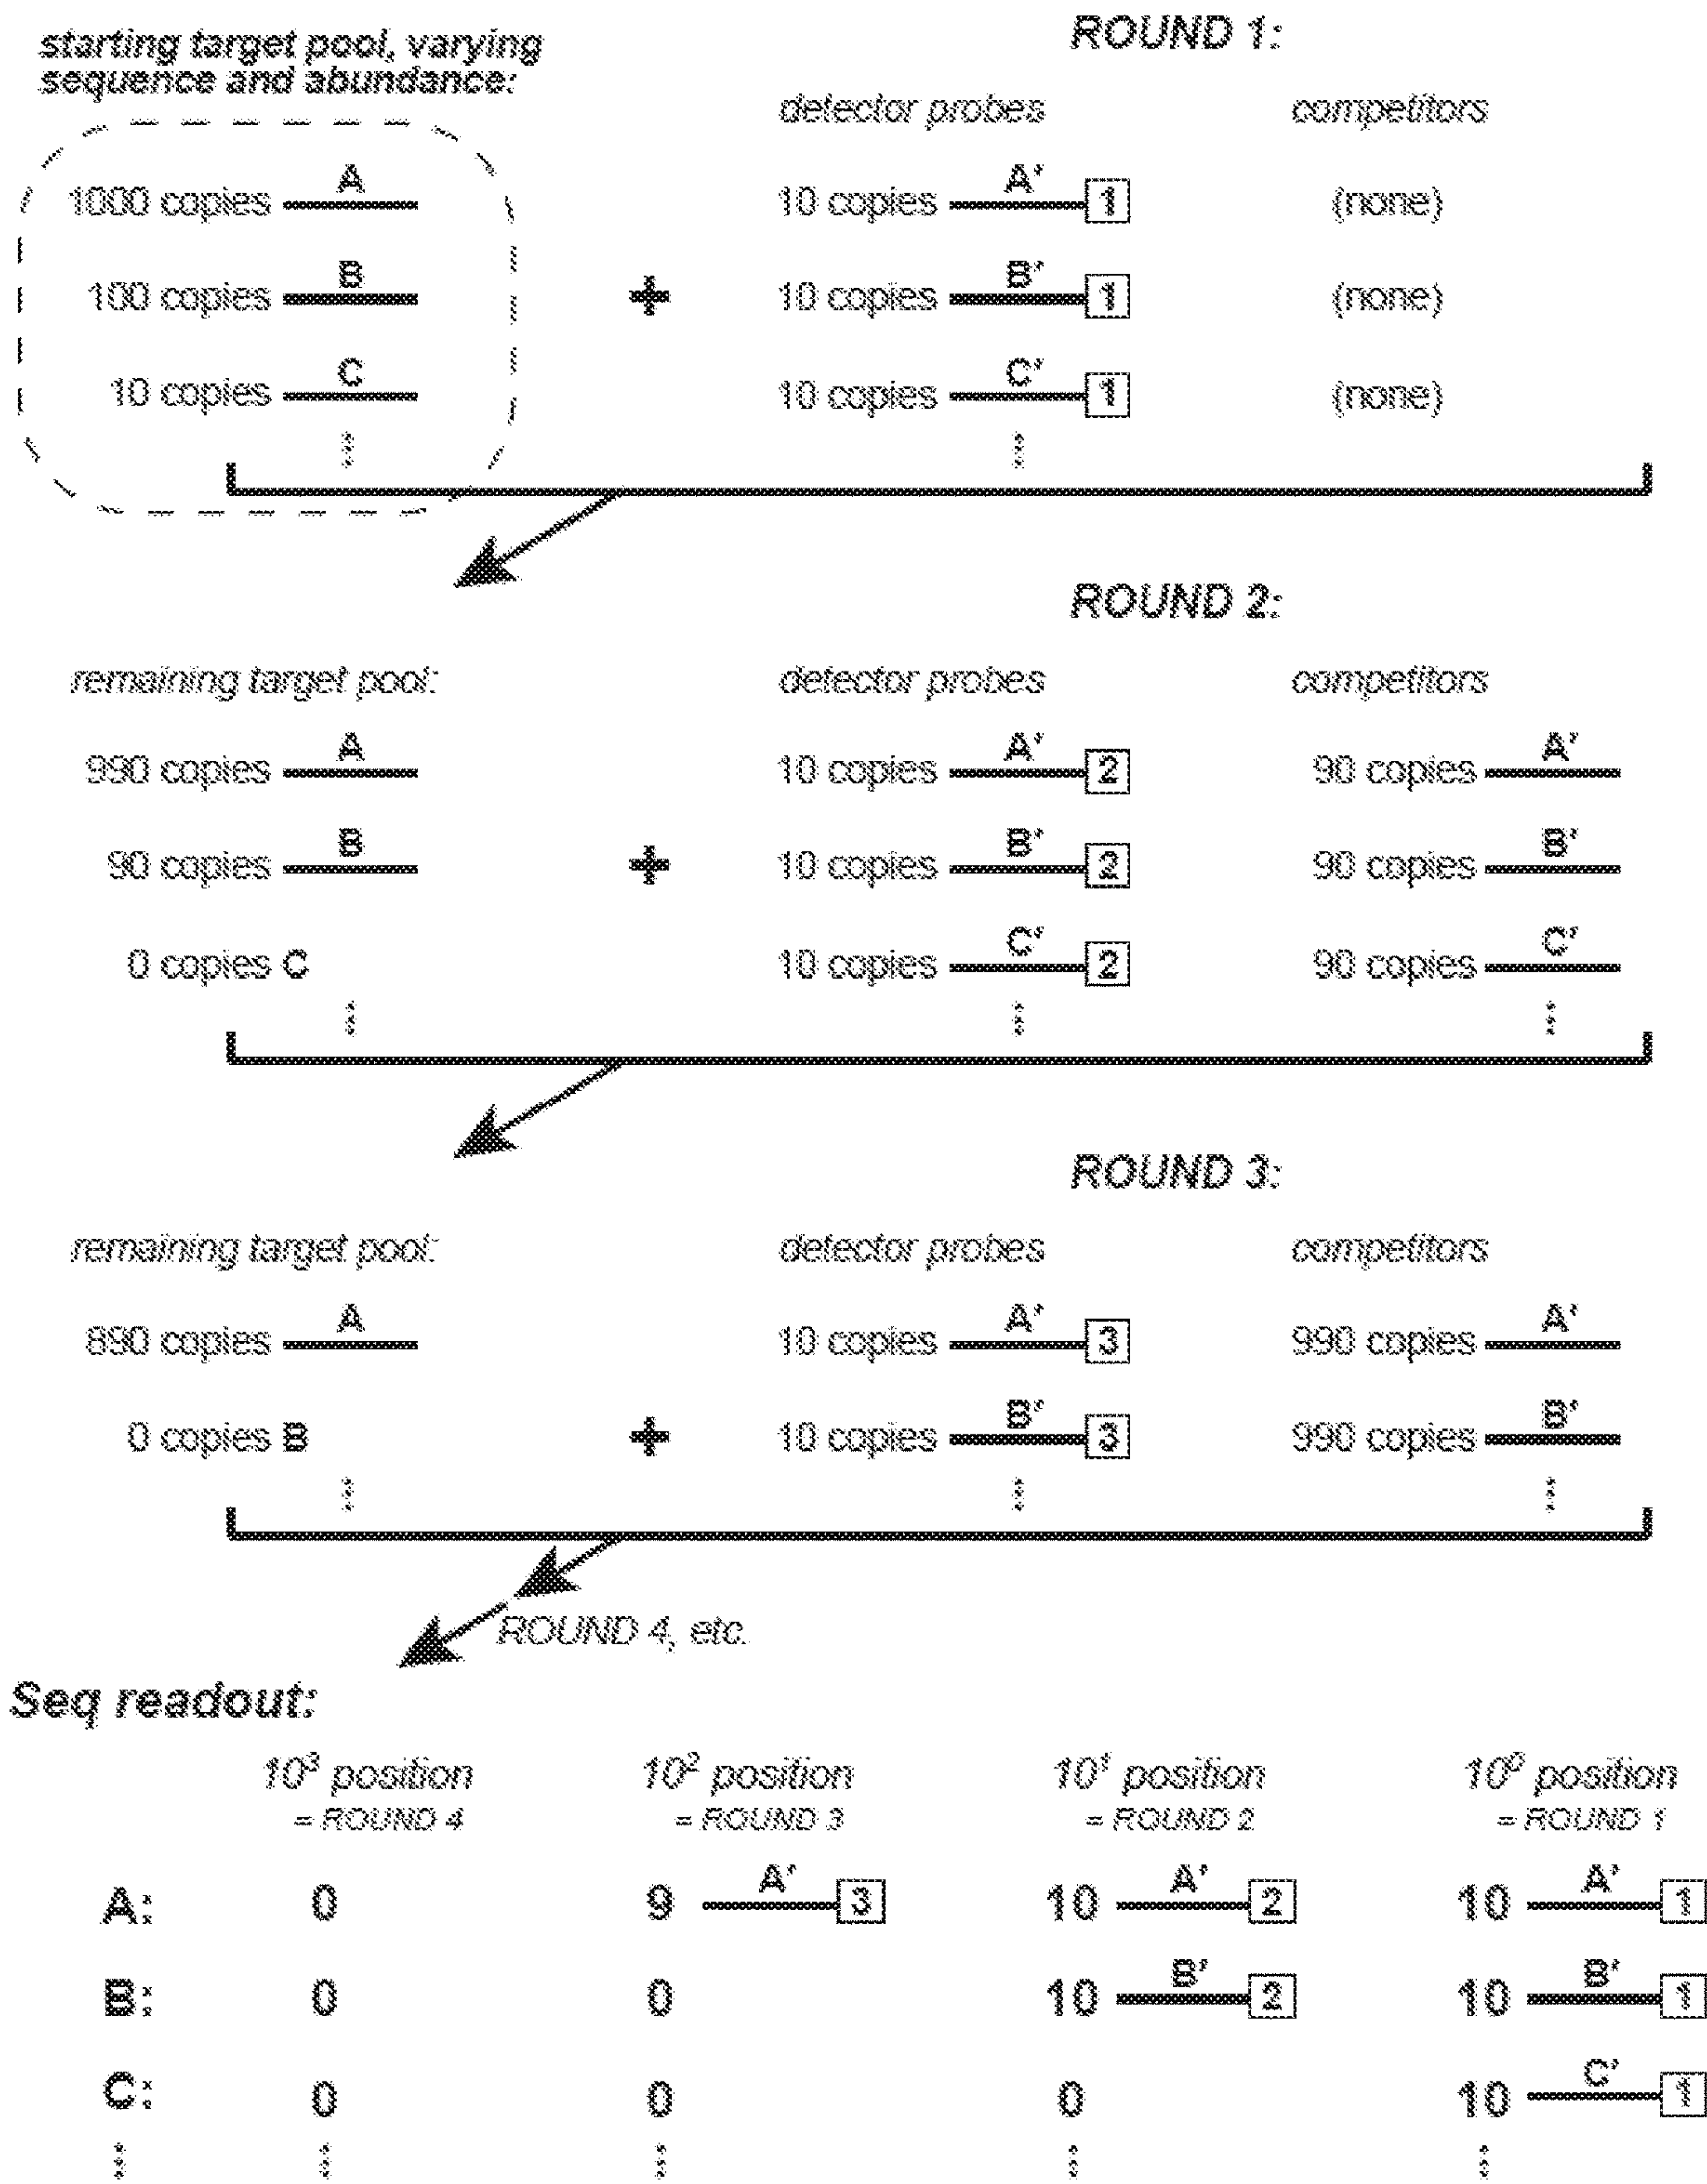 starting target pool, varying
sequence and abundance:
ROUND 1:
detector probes competitors
1000 copies A + 10 copies A' 1 (none)
100 copies B 10 copies B' 1 (none)
10 copies C 10 copies C' 1 (none)
ROUND 2:
remaining target pool: detector probes competitors
990 copies A 10 copies A' 2 90 copies A'
90 copies B + 10 copies B' 2 90 copies B'
0 copies C 10 copies C' 2 90 copies C'
ROUND 3:
remaining target pool: detector probes competitors
890 copies A 10 copies A' 3 990 copies A'
0 copies B + 10 copies B' 3 990 copies B'
ROUND 4, etc.
Seq readout:
10³ position 10² position 10¹ position 10⁰ position
= ROUND 4 = ROUND 3 = ROUND 2 = ROUND 1
A: 0 9 A' 3 10 A' 2 10 A' 1
B: 0 0 10 B' 2 10 B' 1
C: 0 0 0 10 C' 1